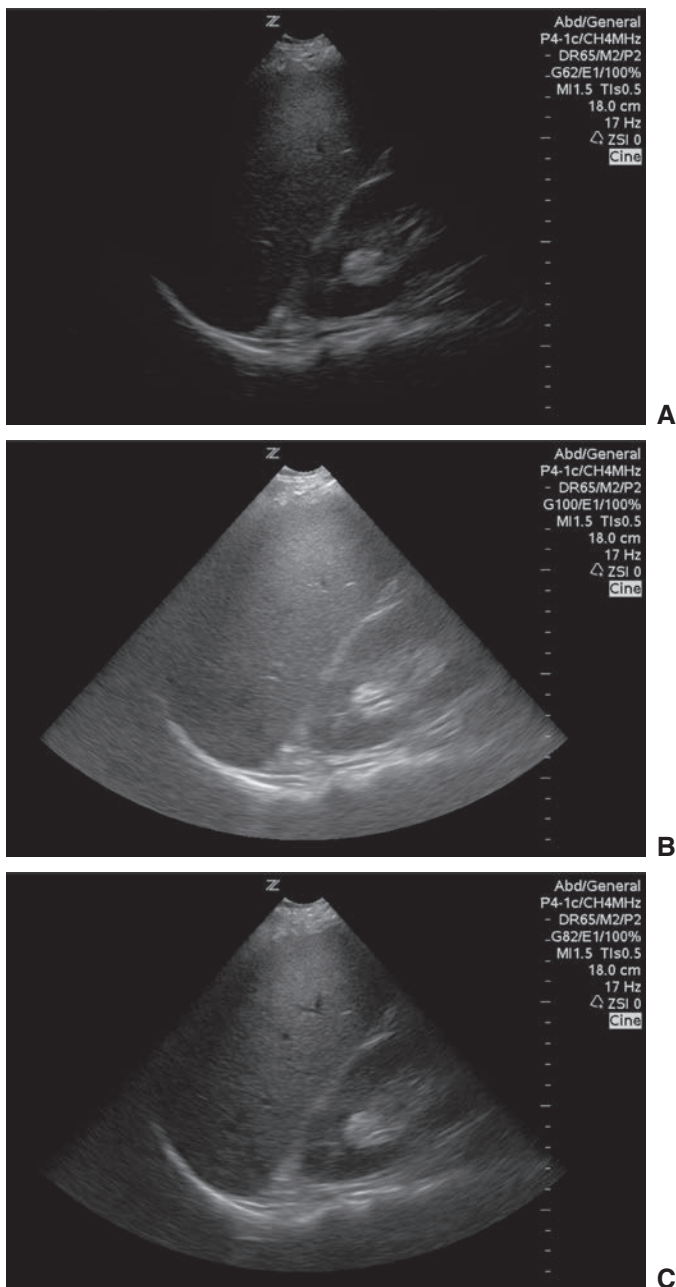 Z
Abd/General
P4-1c/CH4MHz
DR65/M2/P2
G62/E1/100%
MI1.5 TIs0.5
18.0 cm
17 Hz
ZSI 0
Cine
A
Z
Abd/General
P4-1c/CH4MHz
DR65/M2/P2
G100/E1/100%
MI1.5 TIs0.5
18.0 cm
17 Hz
ZSI 0
Cine
B
Z
Abd/General
P4-1c/CH4MHz
DR65/M2/P2
G82/E1/100%
MI1.5 TIs0.5
18.0 cm
17 Hz
ZSI 0
Cine
C